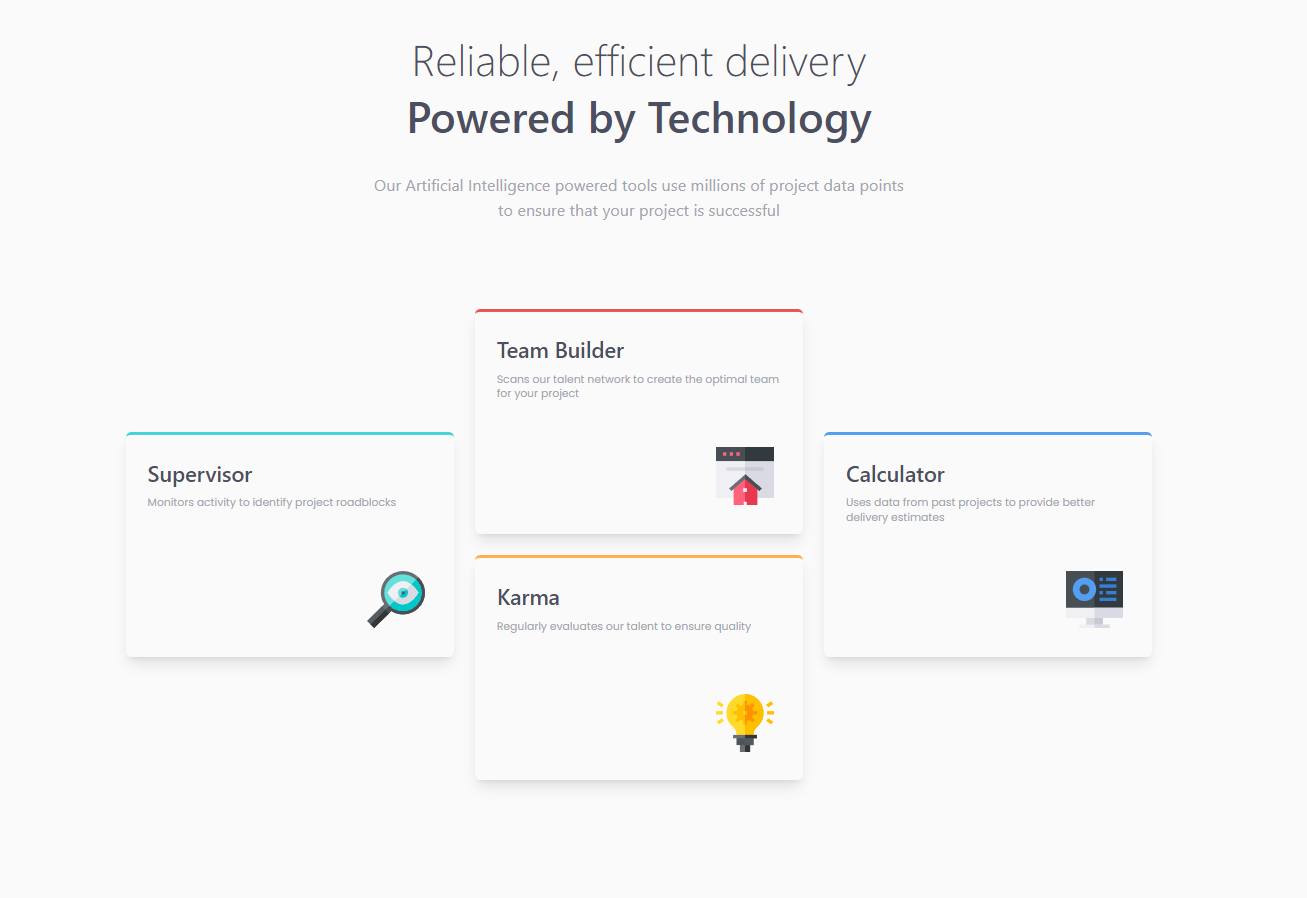 Reliable, efficient delivery
Powered by Technology
Our Artificial Intelligence powered tools use millions of project data points
to ensure that your project is successful
Supervisor
Monitors activity to identify project roadblocks
Team Builder
Scans our talent network to create the optimal team
for your project
Karma
Regularly evaluates our talent to ensure quality
Calculator
Uses data from past projects to provide better
delivery estimates